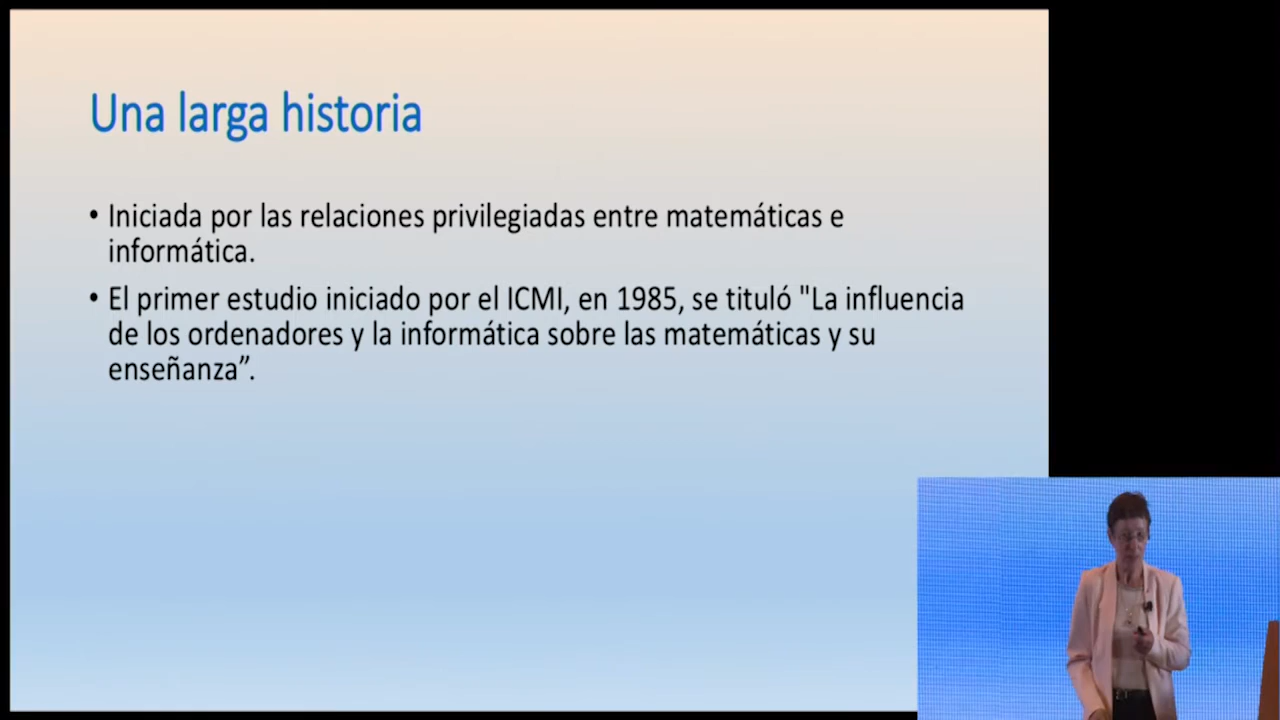 Una larga historia
• Iniciada por las relaciones privilegiadas entre matemáticas e
informática.
• El primer estudio iniciado por el ICMI, en 1985, se tituló "La influencia
de los ordenadores y la informática sobre las matemáticas y su
enseñanza”.